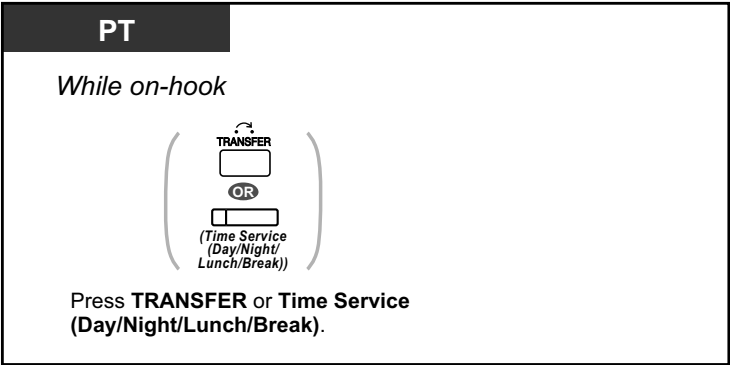 PT
While on-hook
TRANSFER
OR
(Time Service
(Day/Night/
Lunch/Break))
Press TRANSFER or Time Service
(Day/Night/Lunch/Break).